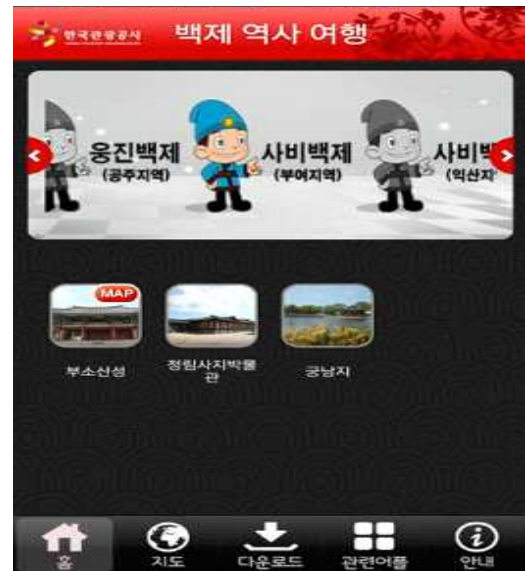 한국관광공사 백제 역사 여행
웅진백제 사비백제 사비백
(공주지역) (부여지역) (익산지
MAP
부소산성 정림사지박물 궁남지
관
홈 지도 다운로드 관련어플 안내